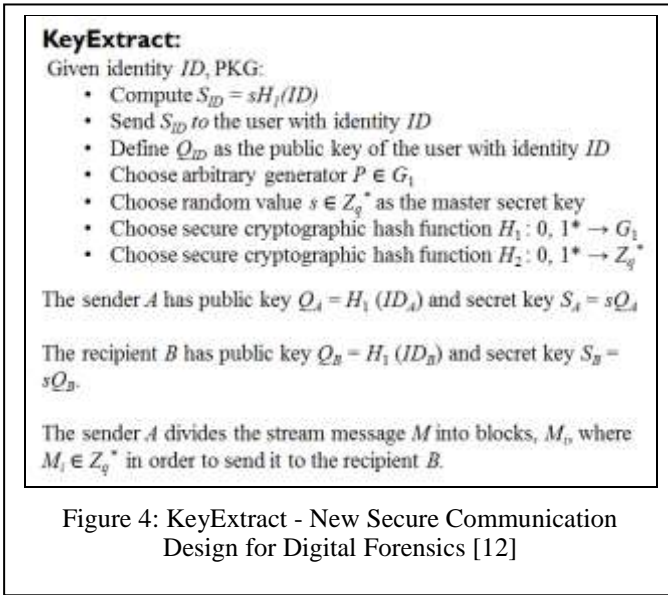 KeyExtract:
Given identity ID, PKG:
• Compute S_ID = sH_1(ID)
• Send S_ID to the user with identity ID
• Define Q_ID as the public key of the user with identity ID
• Choose arbitrary generator P ∈ G_1
• Choose random value s ∈ Z_q* as the master secret key
• Choose secure cryptographic hash function H_1 : 0, 1* → G_1
• Choose secure cryptographic hash function H_2 : 0, 1* → Z_q*
The sender A has public key Q_A = H_1 (ID_A) and secret key S_A = sQ_A
The recipient B has public key Q_B = H_1 (ID_B) and secret key S_B =
sQ_B.
The sender A divides the stream message M into blocks, M_i, where
M_i ∈ Z_q* in order to send it to the recipient B.
Figure 4: KeyExtract - New Secure Communication
Design for Digital Forensics [12]